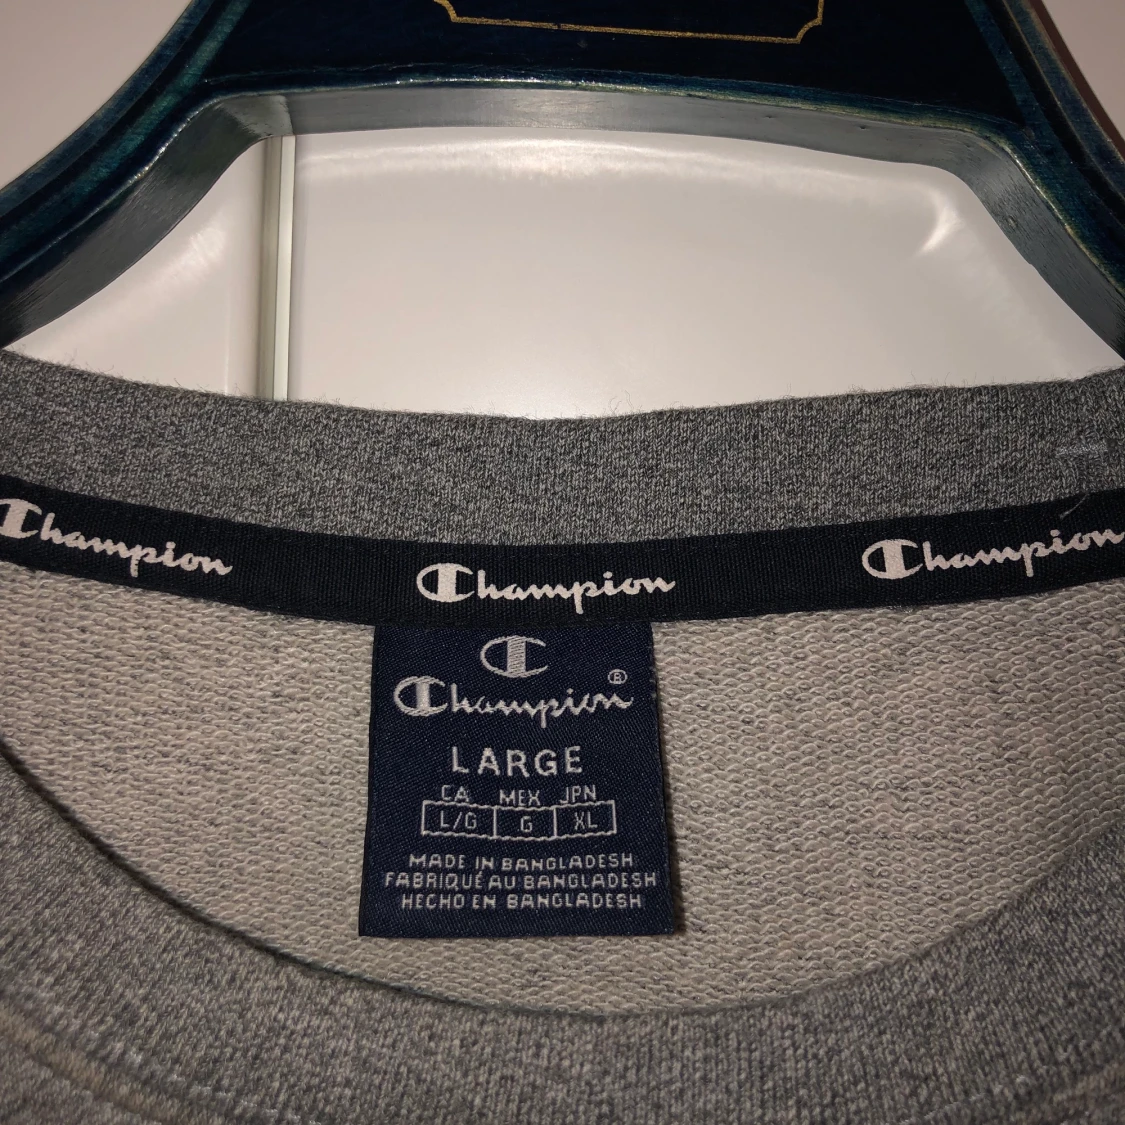 Champion Champion Champion
C
Champion®
LARGE
CA MEX JPN
L/G G XL
MADE IN BANGLADESH
FABRIQUÉ AU BANGLADESH
HECHO EN BANGLADESH